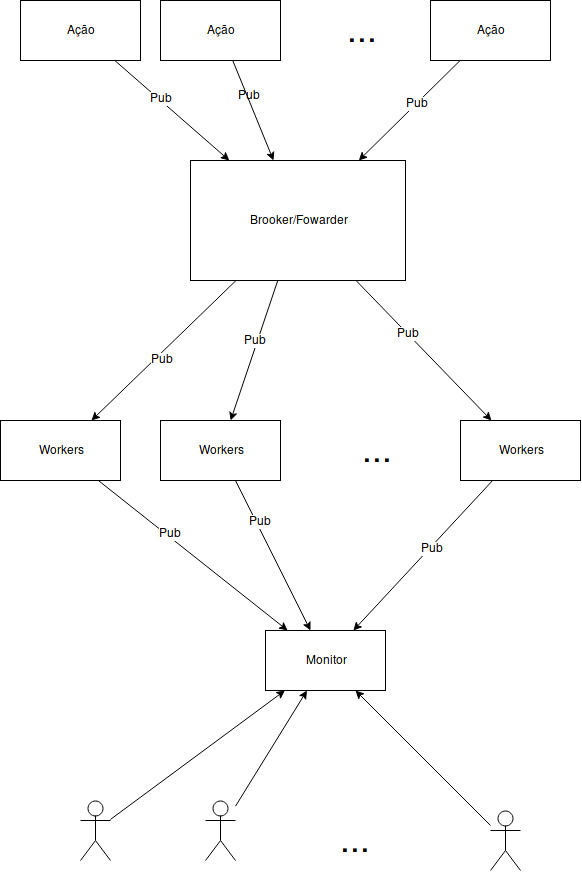 Ação
Ação
...
Ação
Pub
Pub
Pub
Brooker/Fowarder
Pub
Pub
Pub
Workers
Workers
...
Workers
Pub
Pub
Pub
Monitor
...